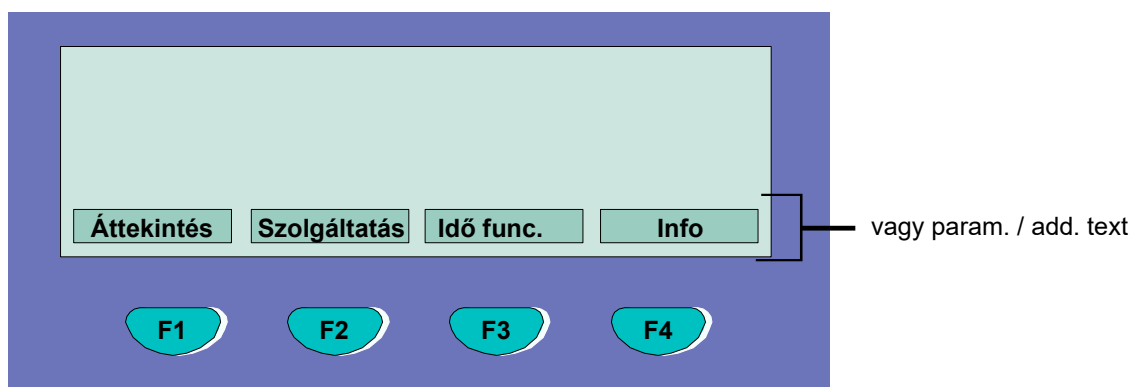 Áttekintés Szolgáltatás Idő func. Info
vagy param. / add. text
F1 F2 F3 F4